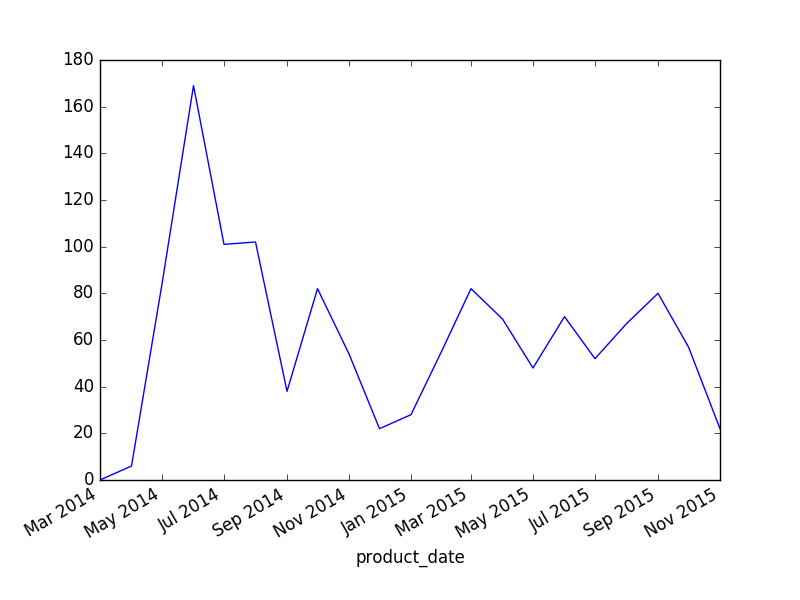 180
160
140
120
100
80
60
40
20
0
Mar 2014
May 2014
Jul 2014
Sep 2014
Nov 2014
Jan 2015
Mar 2015
May 2015
Jul 2015
Sep 2015
Nov 2015
product_date